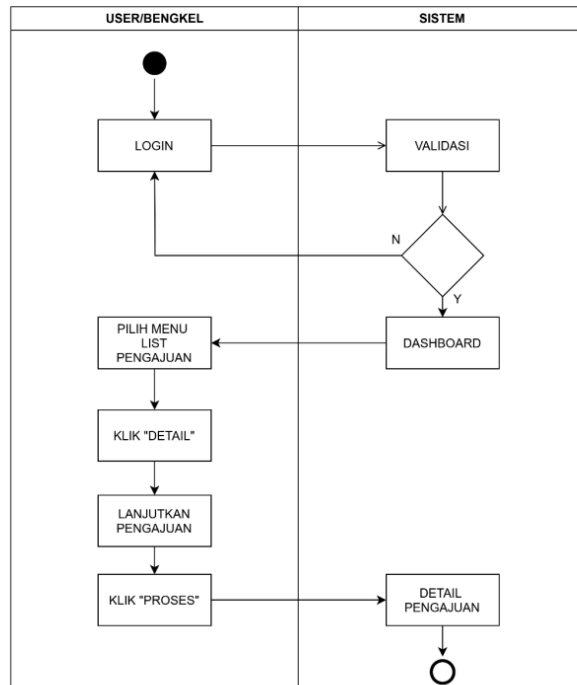 USER/BENGKEL
SISTEM
LOGIN
VALIDASI
N
Y
PILIH MENU
LIST
PENGAJUAN
DASHBOARD
KLIK "DETAIL"
LANJUTKAN
PENGAJUAN
KLIK "PROSES"
DETAIL
PENGAJUAN